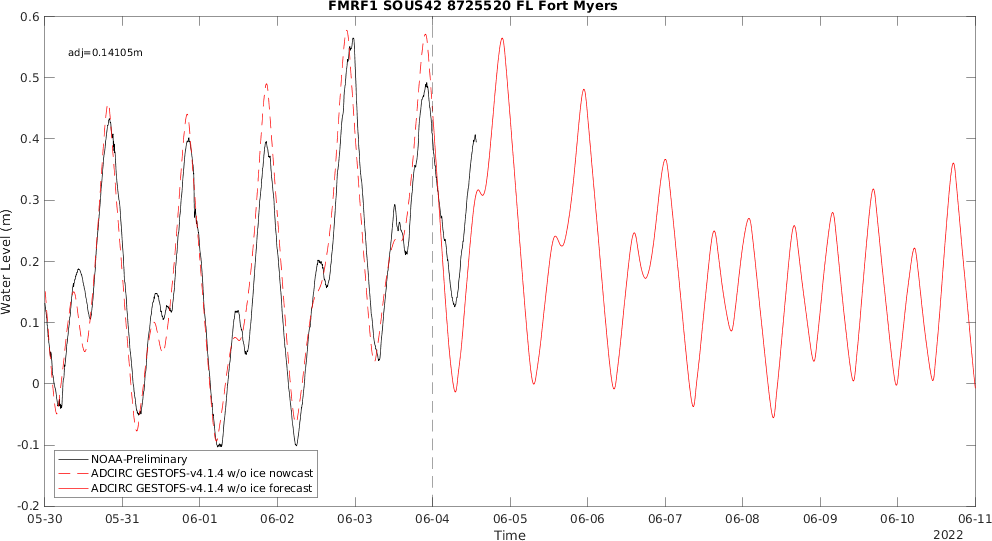 FMRF1 SOUS42 8725520 FL Fort Myers
0.6
adj=0.14105m
0.5
0.4
0.3
0.2
0.1
0
-0.1
-0.2
Water Level (m)
NOAA-Preliminary
ADCIRC GESTOFS-v4.1.4 w/o ice nowcast
ADCIRC GESTOFS-v4.1.4 w/o ice forecast
05-30 05-31 06-01 06-02 06-03 06-04 06-05 06-06 06-07 06-08 06-09 06-10 06-11
Time
2022